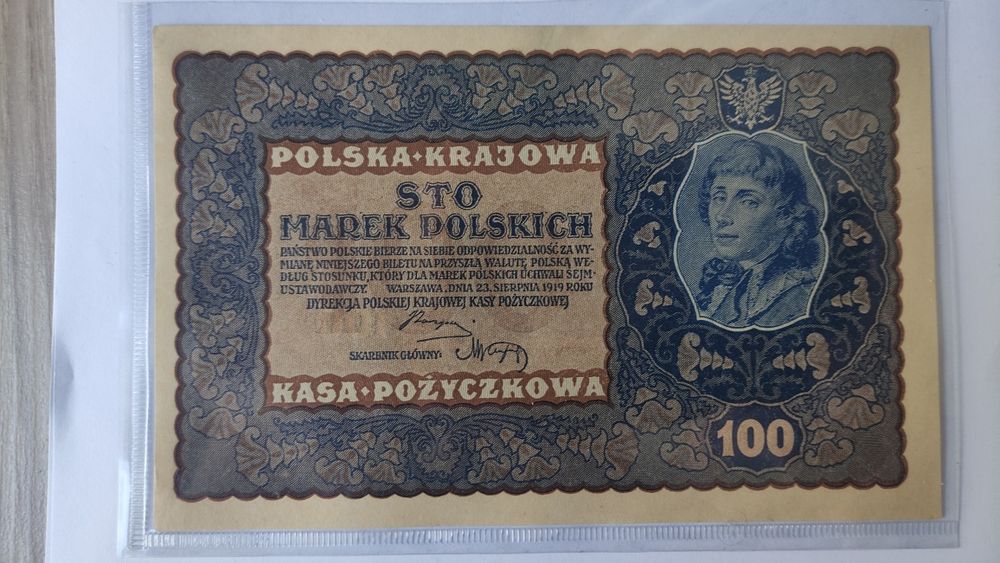 POLSKA•KRAJOWA
STO
MAREK POLSKICH
PAŃSTWO POLSKIE BIERZE NA SIEBIE ODPOWIEDZIALNOŚĆ ZA WY-
MIANĘ NINIEJSZEGO BILETU NA PRZYSZŁĄ WALUTĘ POLSKĄ WE-
DŁUG STOSUNKU, KTÓRY DLA MAREK POLSKICH UCHWALI SEJM
USTAWODAWCZY. WARSZAWA, DNIA 23. SIERPNIA 1919 ROKU
DYREKCJA POLSKIEJ KRAJOWEJ KASY POŻYCZKOWEJ
SKARBNIK GŁÓWNY:
KASA•POŻYCZKOWA
100